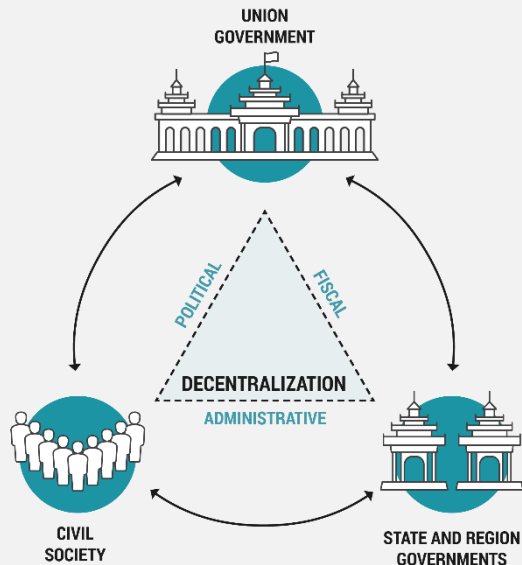 UNION
GOVERNMENT
POLITICAL
FISCAL
DECENTRALIZATION
ADMINISTRATIVE
CIVIL
SOCIETY
STATE AND REGION
GOVERNMENTS